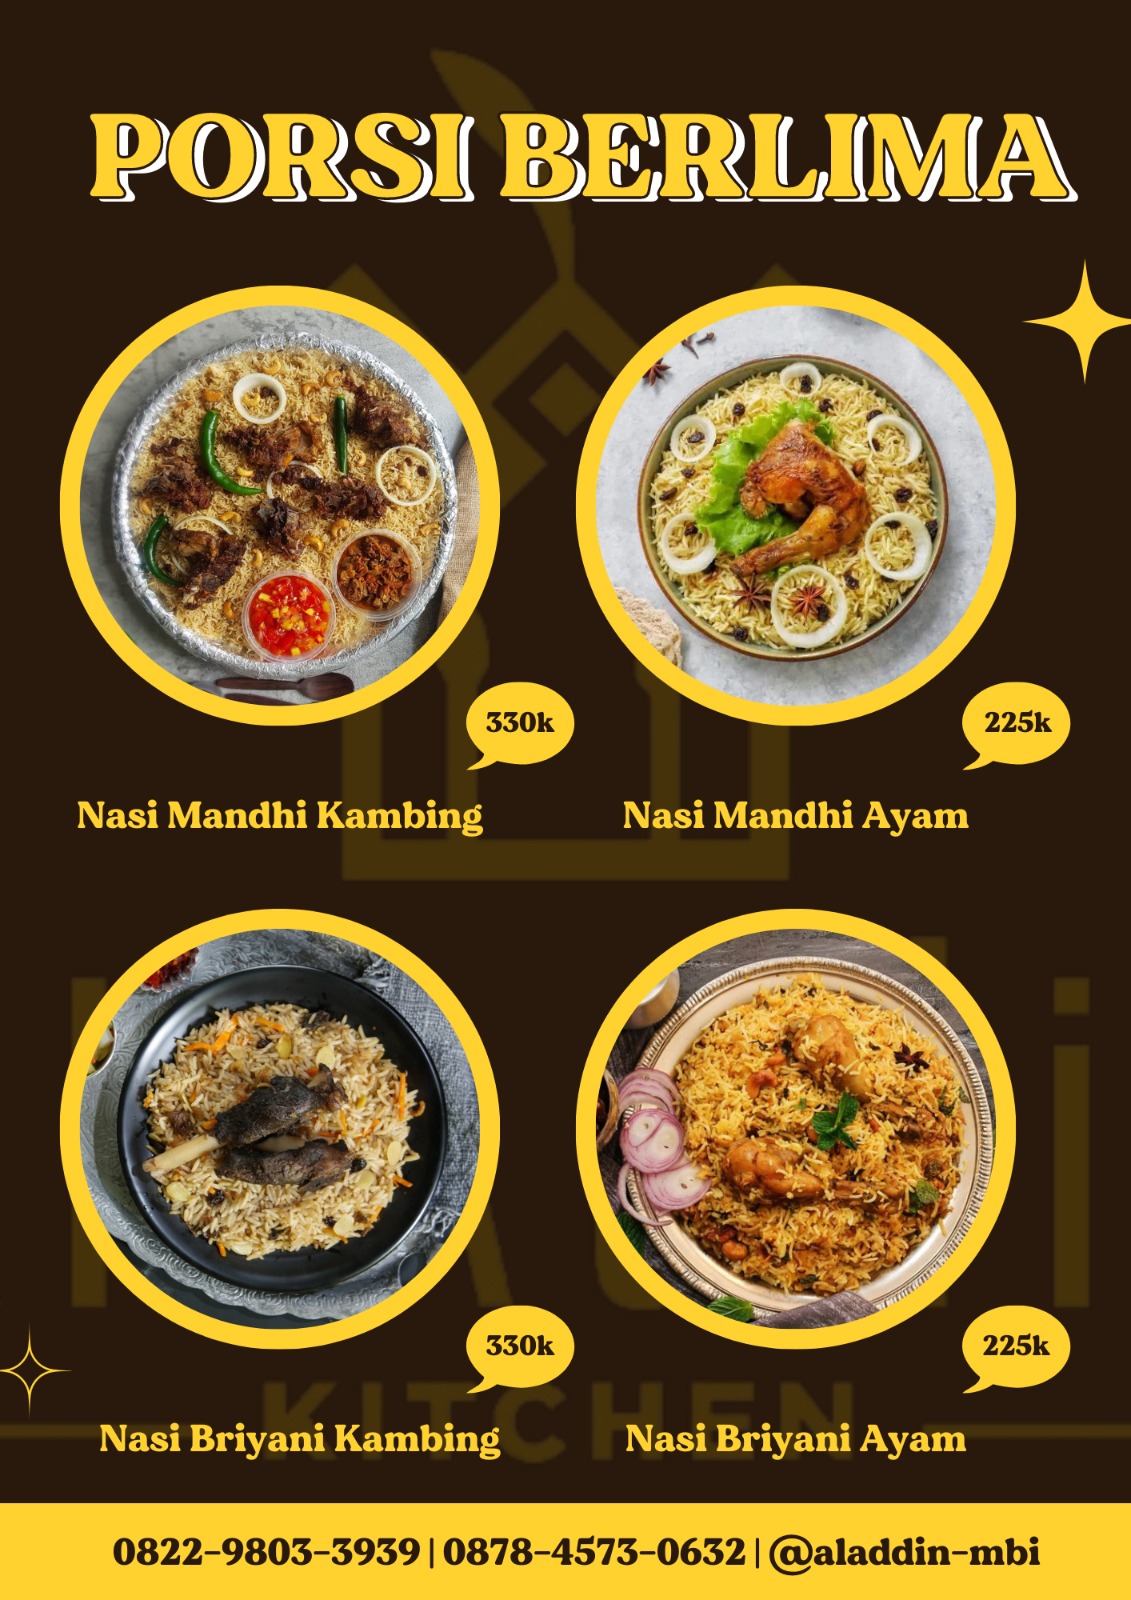 PORSI BERLIMA
330k
225k
Nasi Mandhi Kambing
Nasi Mandhi Ayam
330k
225k
Nasi Briyani Kambing
Nasi Briyani Ayam
KITCHEN
0822-9803-3939 | 0878-4573-0632 | @aladdin-mbi